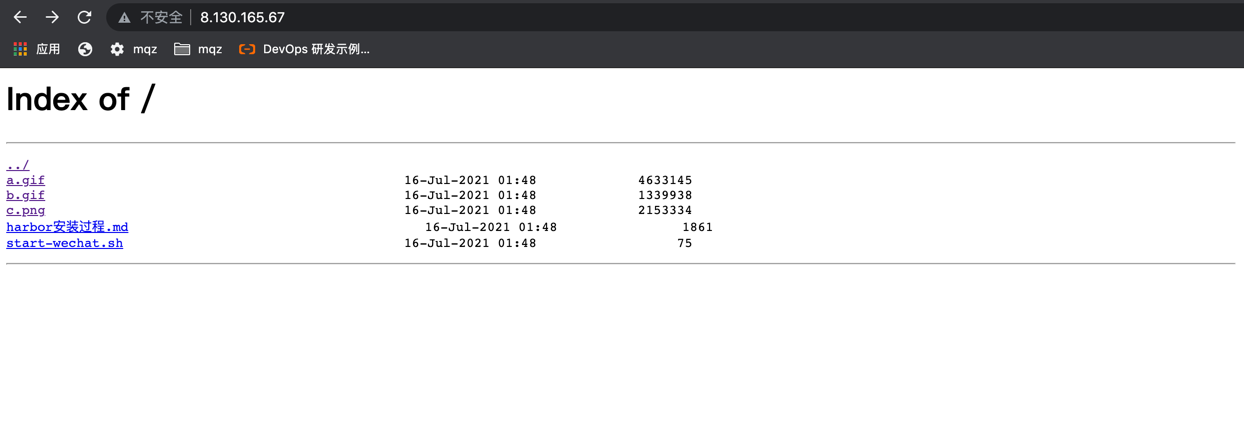 不安全 8.130.165.67
应用 mqz mqz DevOps 研发示例...
Index of /
../
a.gif 16-Jul-2021 01:48 4633145
b.gif 16-Jul-2021 01:48 1339938
c.png 16-Jul-2021 01:48 2153334
harbor安装过程.md 16-Jul-2021 01:48 1861
start-wechat.sh 16-Jul-2021 01:48 75